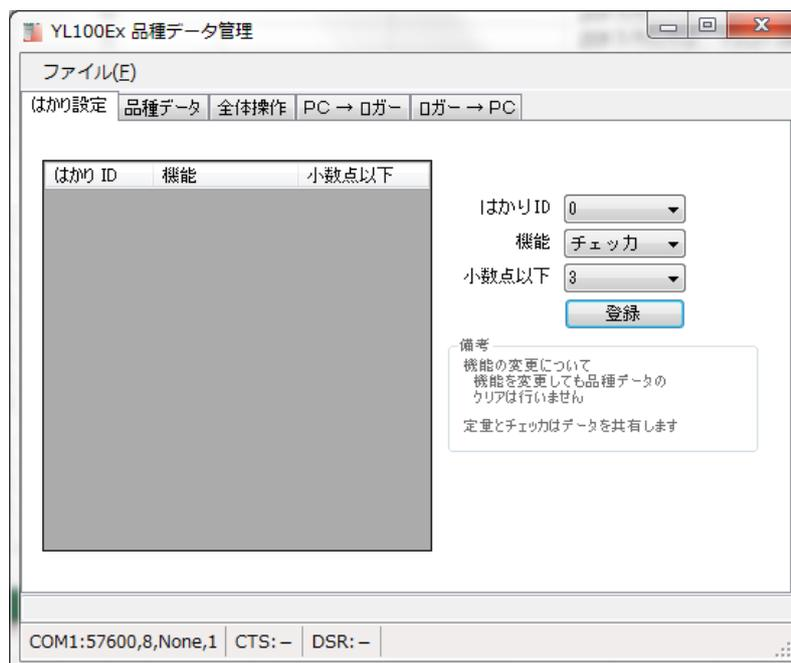 YL100Ex 品種データ管理
ファイル(F)
はかり設定 品種データ 全体操作 PC → ロガー ロガー → PC
はかり ID 機能 小数点以下
はかりID 0
機能 チェッカ
小数点以下 3
登録
備考
機能の変更について
機能を変更しても品種データの
クリアは行いません
定量とチェッカはデータを共有します
COM1:57600,8,None,1 CTS:− DSR:−